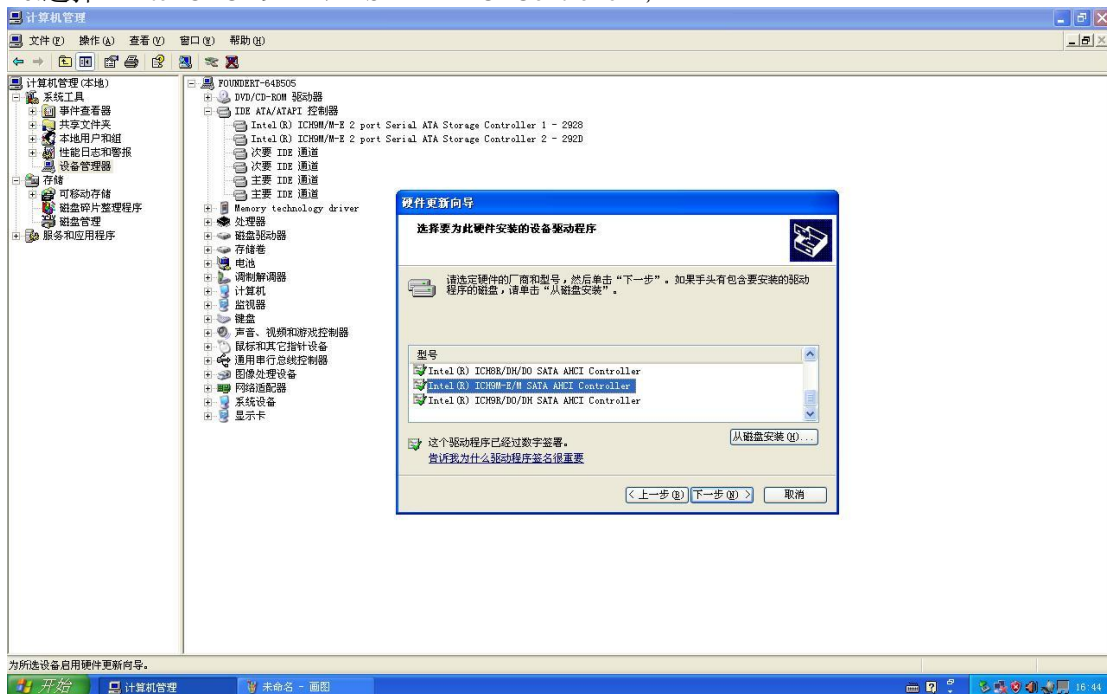 计算机管理
文件(F) 操作(A) 查看(V) 窗口(W) 帮助(H)
计算机管理(本地)
系统工具
事件查看器
共享文件夹
本地用户和组
性能日志和警报
设备管理器
存储
可移动存储
磁盘碎片整理程序
磁盘管理
服务和应用程序
FOUNDERT-64B505
DVD/CD-ROM 驱动器
IDE ATA/ATAPI 控制器
Intel(R) ICH9M/M-E 2 port Serial ATA Storage Controller 1 - 2928
Intel(R) ICH9M/M-E 2 port Serial ATA Storage Controller 2 - 292D
次要 IDE 通道
次要 IDE 通道
主要 IDE 通道
主要 IDE 通道
Memory technology driver
处理器
磁盘驱动器
存储卷
电池
调制解调器
计算机
监视器
键盘
声音、视频和游戏控制器
鼠标和其它指针设备
通用串行总线控制器
图像处理设备
网络适配器
系统设备
显示卡
硬件更新向导
选择要为此硬件安装的设备驱动程序
请选定硬件的厂商和型号，然后单击“下一步”。如果手头有包含要安装的驱动
程序的磁盘，请单击“从磁盘安装”。
型号
Intel(R) ICH8R/DH/DO SATA AHCI Controller
Intel(R) ICH9M-E/M SATA AHCI Controller
Intel(R) ICH9R/DO/DH SATA AHCI Controller
这个驱动程序已经过数字签署。
告诉我为什么驱动程序签名很重要
从磁盘安装(H)...
< 上一步(B) 下一步(N) > 取消
为所选设备启用硬件更新向导。
开始 计算机管理 未命名 - 画图 16:44